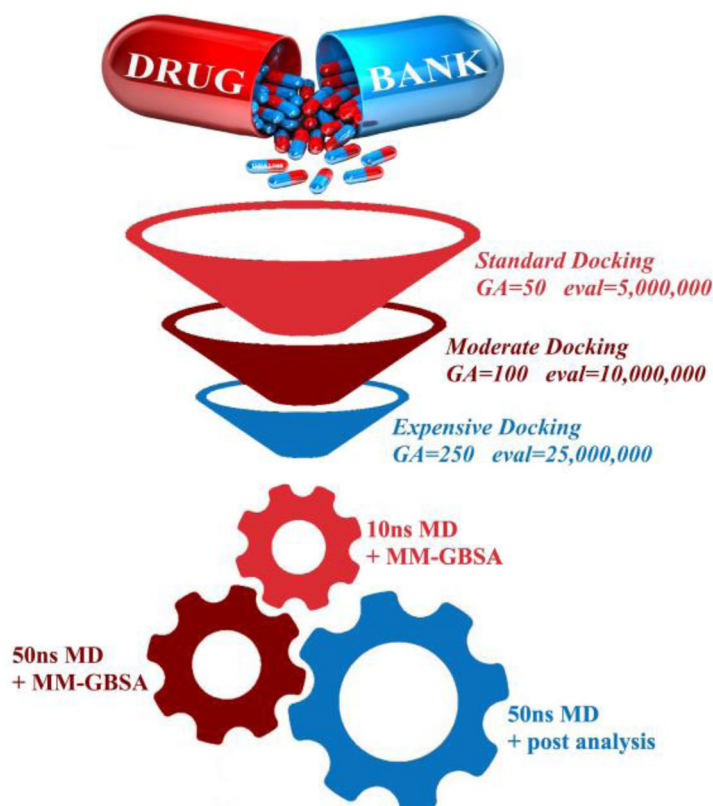 DRUG BANK
Standard Docking
GA=50 eval=5,000,000
Moderate Docking
GA=100 eval=10,000,000
Expensive Docking
GA=250 eval=25,000,000
10ns MD
+ MM-GBSA
50ns MD
+ MM-GBSA
50ns MD
+ post analysis